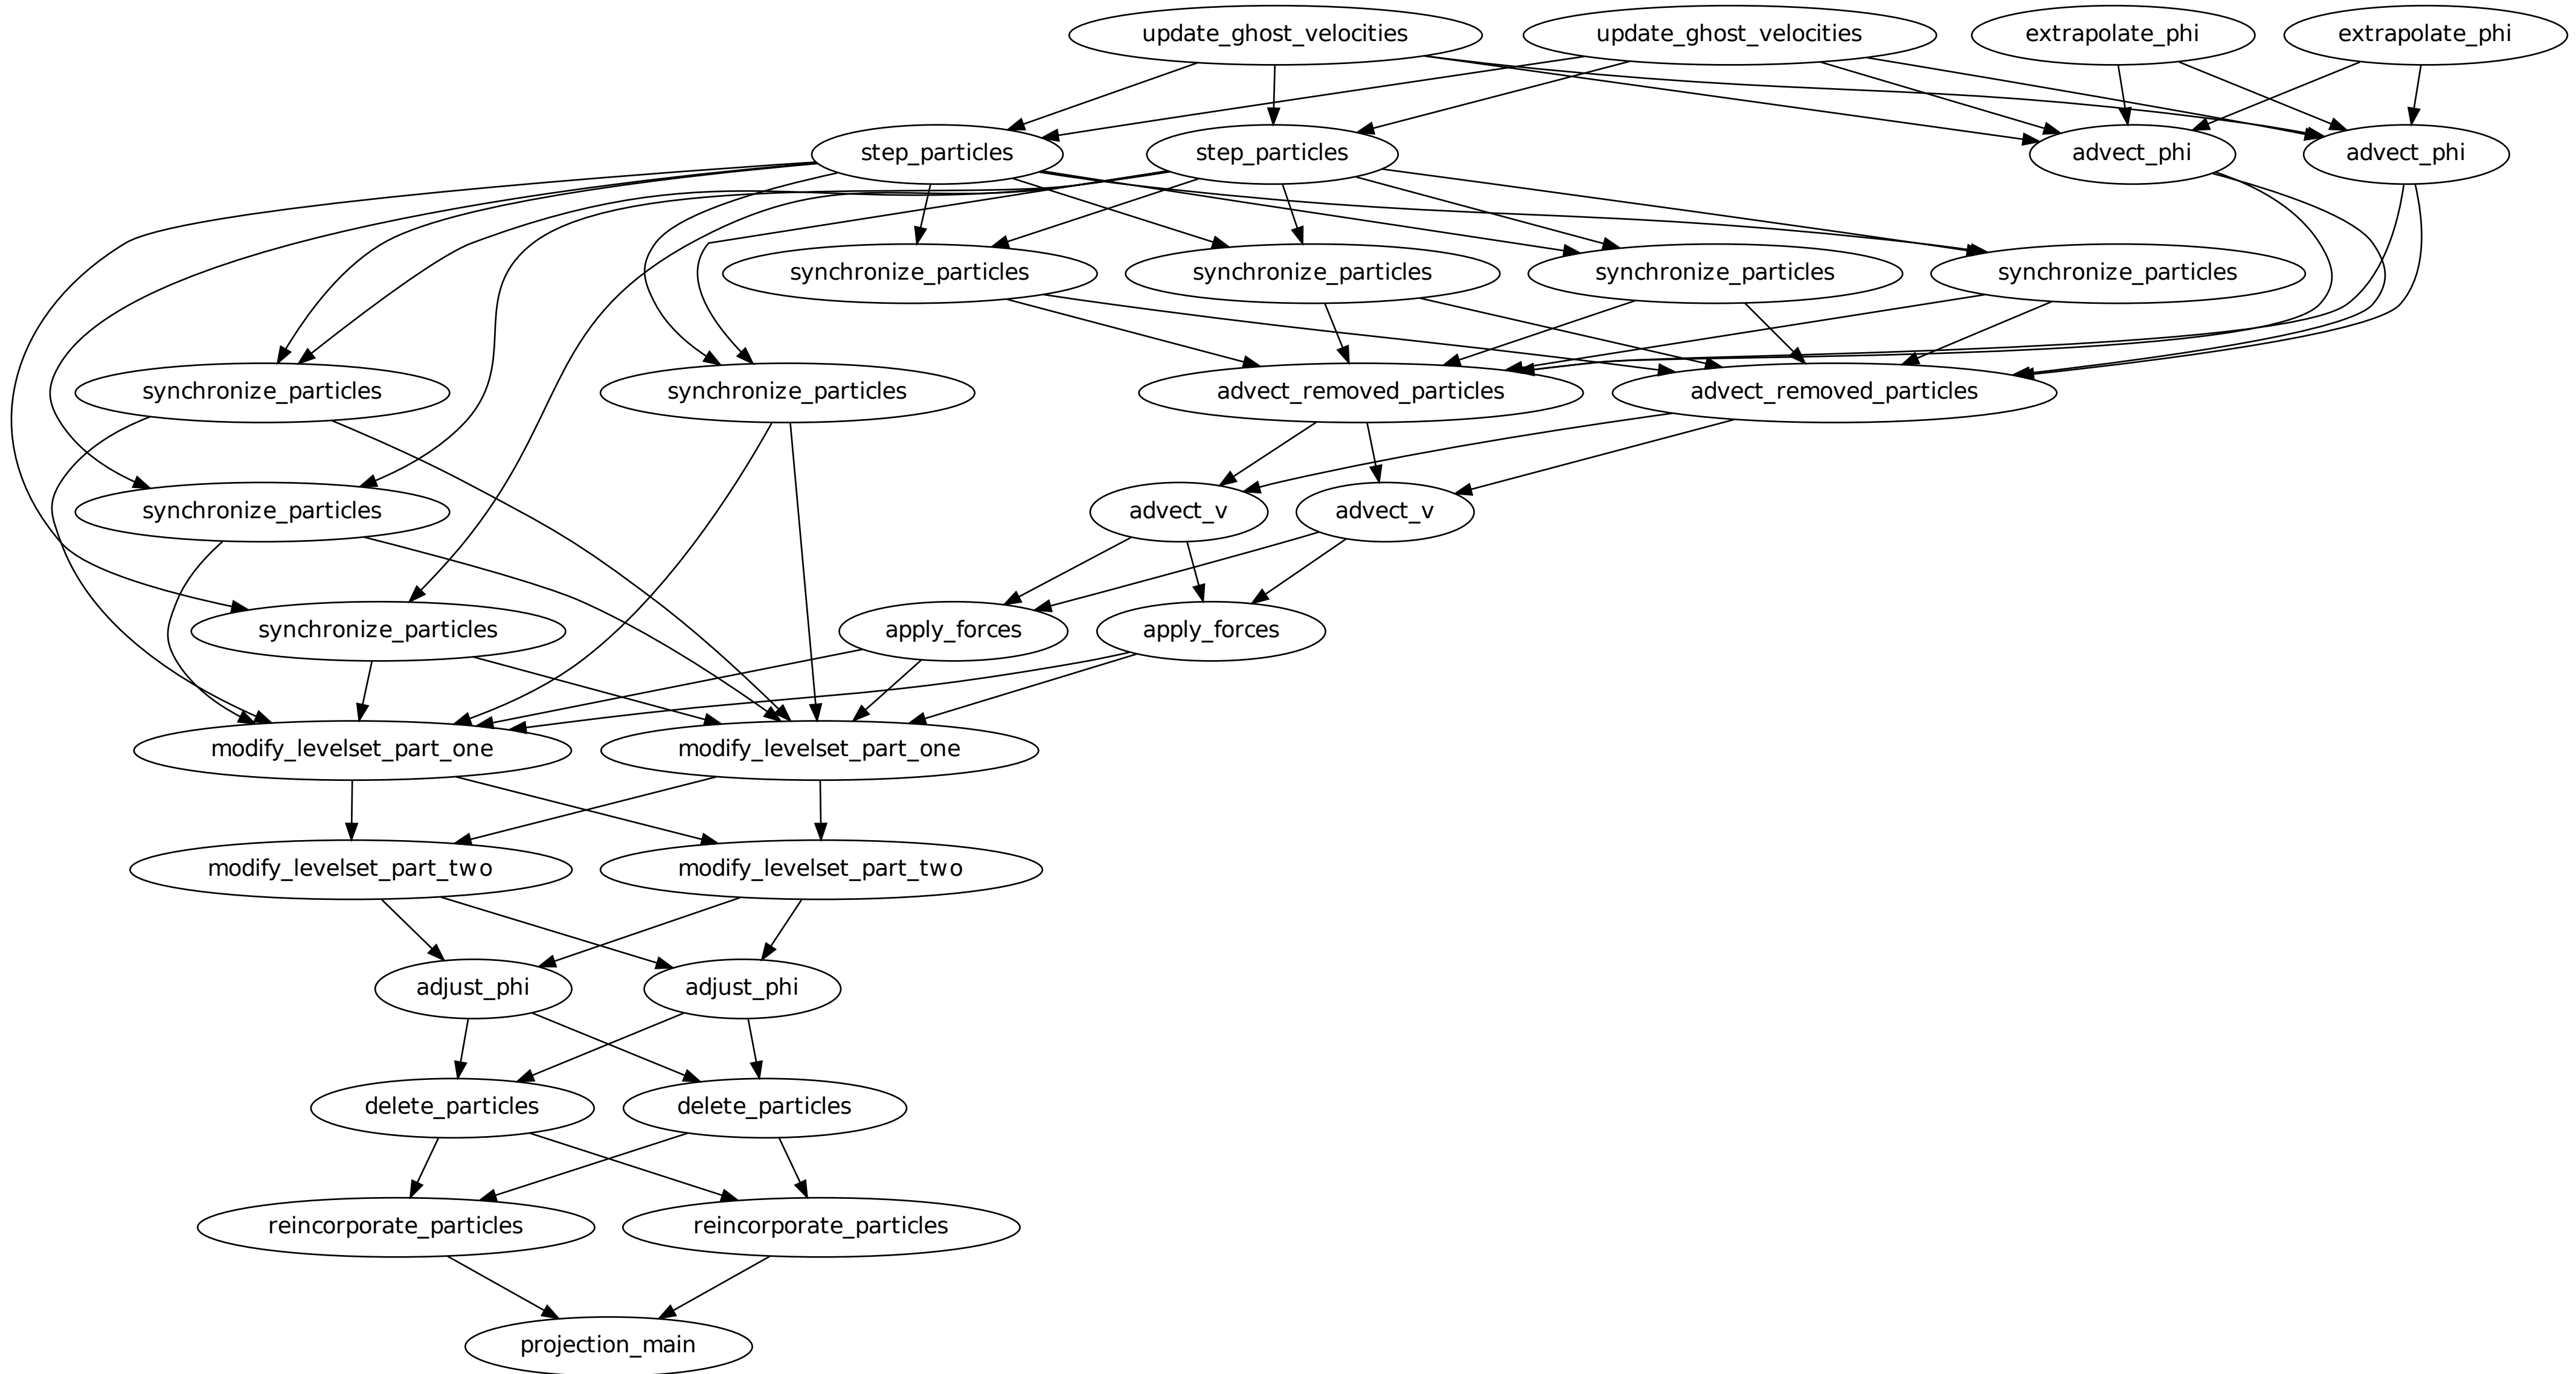 update_ghost_velocities
update_ghost_velocities
extrapolate_phi
extrapolate_phi
step_particles
step_particles
advect_phi
advect_phi
synchronize_particles
synchronize_particles
synchronize_particles
synchronize_particles
synchronize_particles
synchronize_particles
advect_removed_particles
advect_removed_particles
synchronize_particles
advect_v
advect_v
synchronize_particles
apply_forces
apply_forces
modify_levelset_part_one
modify_levelset_part_one
modify_levelset_part_two
modify_levelset_part_two
adjust_phi
adjust_phi
delete_particles
delete_particles
reincorporate_particles
reincorporate_particles
projection_main